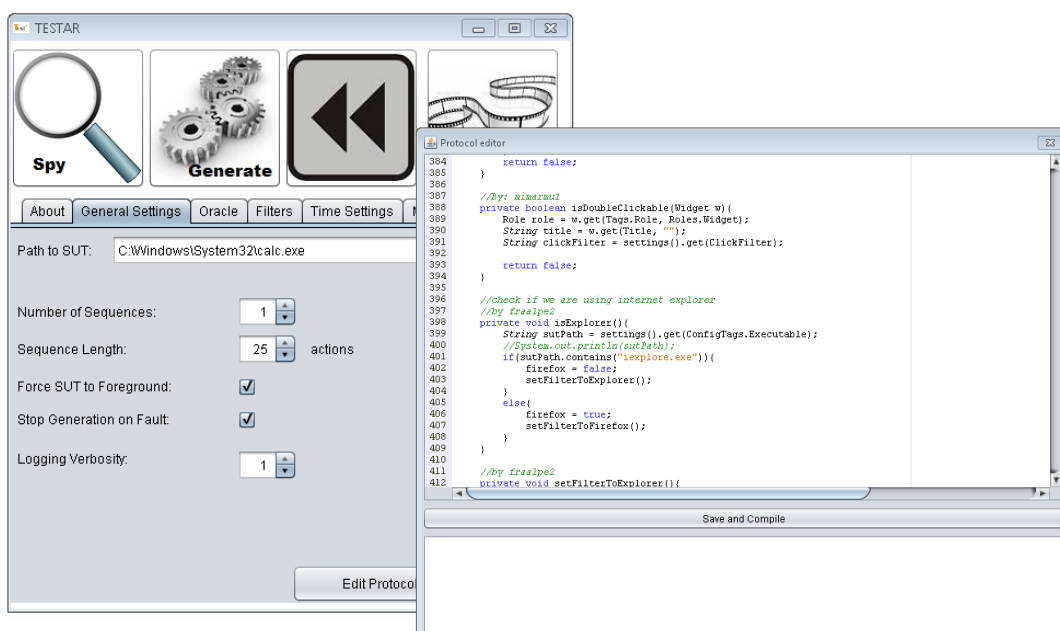 TESTAR
Spy
Generate
About General Settings Oracle Filters Time Settings
Path to SUT: C:\Windows\System32\calc.exe
Number of Sequences: 1
Sequence Length: 25 actions
Force SUT to Foreground:
Stop Generation on Fault:
Logging Verbosity: 1
Edit Protocol
Protocol editor
384 return false;
385 }
386
387 //By: mimarmu1
388 private boolean isDoubleClickable(Widget w){
389 Role role = w.get(Tags.Role, Roles.Widget);
390 String title = w.get(Title, "");
391 String clickFilter = settings().get(ClickFilter);
392
393 return false;
394 }
395
396 //check if we are using internet explorer
397 //by fraalpe2
398 private void isExplorer(){
399 String sutPath = settings().get(ConfigTags.Executable);
400 //System.out.println(sutPath);
401 if(sutPath.contains("iexplore.exe")){
402 firefox = false;
403 setFilterToExplorer();
404 }
405 else{
406 firefox = true;
407 setFilterToFirefox();
408 }
409 }
410
411 //by fraalpe2
412 private void setFilterToExplorer(){
Save and Compile